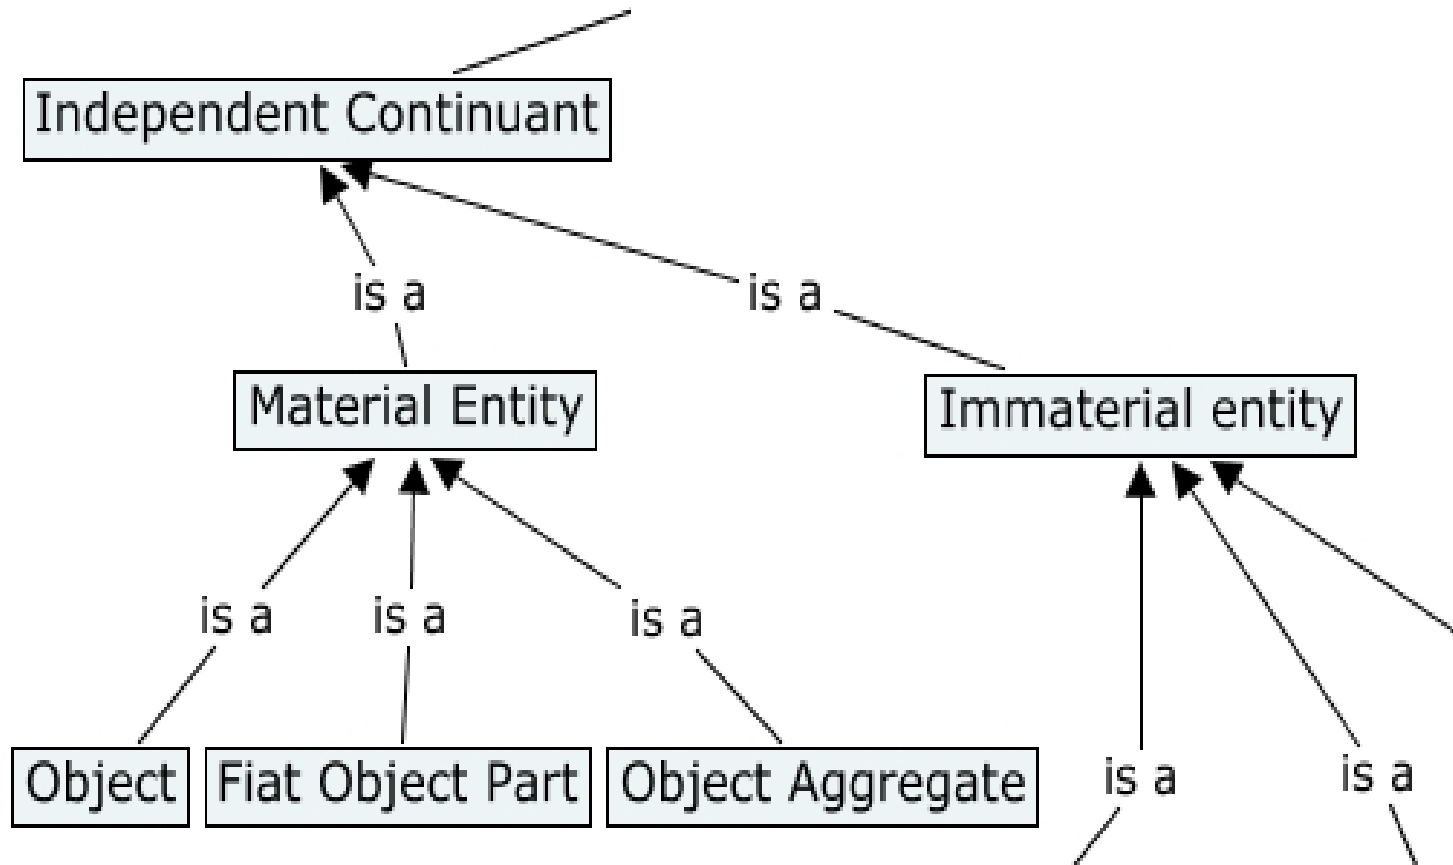 Independent Continuant
is a
is a
Material Entity
Immaterial entity
is a
is a
is a
Object
Fiat Object Part
Object Aggregate
is a
is a